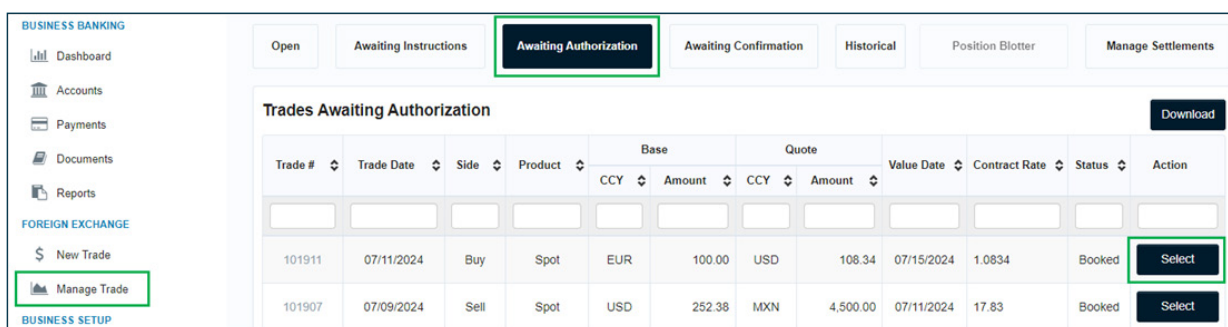 BUSINESS BANKING
Dashboard
Accounts
Payments
Documents
Reports
FOREIGN EXCHANGE
New Trade
Manage Trade
BUSINESS SETUP
Open Awaiting Instructions Awaiting Authorization Awaiting Confirmation Historical Position Blotter Manage Settlements
Trades Awaiting Authorization Download
Base Quote
Trade # Trade Date Side Product Value Date Contract Rate Status Action
CCY Amount CCY Amount
101911 07/11/2024 Buy Spot EUR 100.00 USD 108.34 07/15/2024 1.0834 Booked Select
101907 07/09/2024 Sell Spot USD 252.38 MXN 4,500.00 07/11/2024 17.83 Booked Select